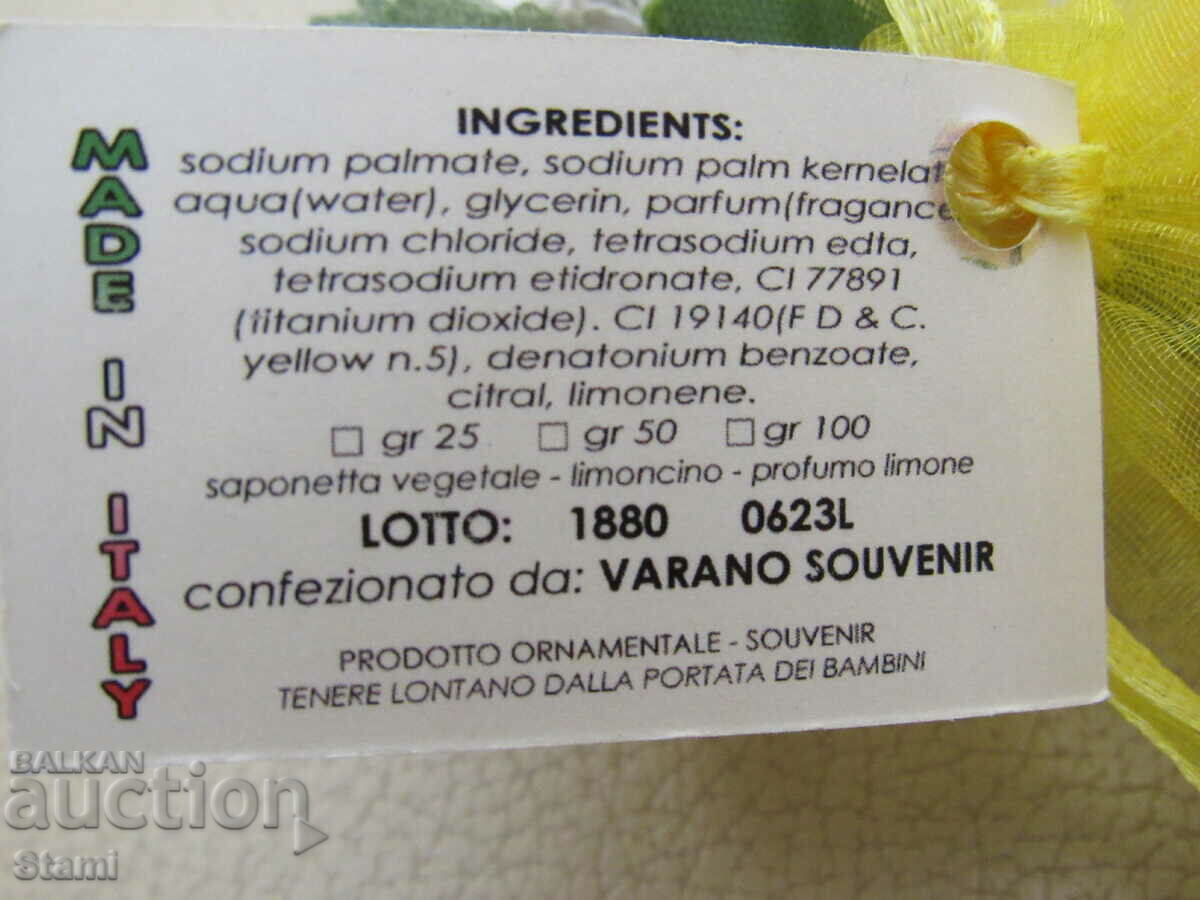 MADE IN ITALY
INGREDIENTS:
sodium palmate, sodium palm kernelat
aqua(water), glycerin, parfum(fragance
sodium chloride, tetrasodium edta,
tetrasodium etidronate, CI 77891
(titanium dioxide). CI 19140(F D & C.
yellow n.5), denatonium benzoate,
citral, limonene.
gr 25 gr 50 gr 100
saponetta vegetale - limoncino - profumo limone
LOTTO: 1880 0623L
confezionato da: VARANO SOUVENIR
PRODOTTO ORNAMENTALE - SOUVENIR
TENERE LONTANO DALLA PORTATA DEI BAMBINI
BALKAN
auction
Stami